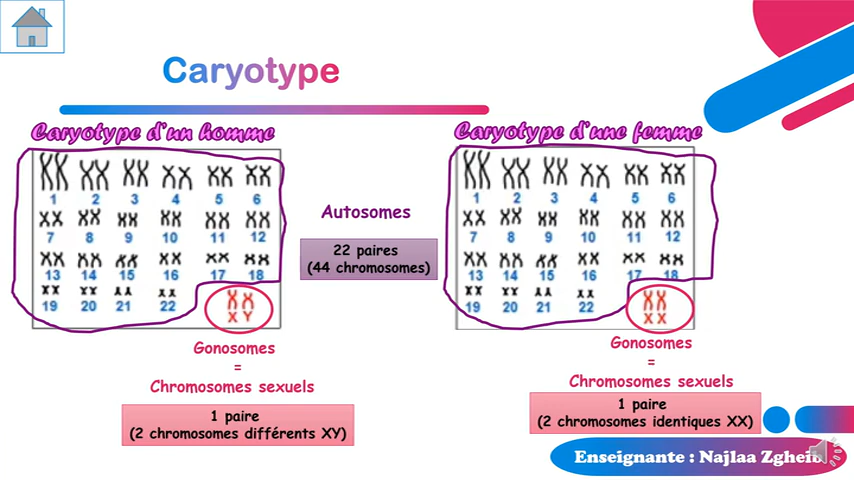 Caryotype
Caryotype d'un homme
1 2 3 4 5 6
7 8 9 10 11 12
13 14 15 16 17 18
19 20 21 22
X Y
Gonosomes
=
Chromosomes sexuels
1 paire
(2 chromosomes différents XY)
Autosomes
22 paires
(44 chromosomes)
Caryotype d'une femme
1 2 3 4 5 6
7 8 9 10 11 12
13 14 15 16 17 18
19 20 21 22
X X
Gonosomes
=
Chromosomes sexuels
1 paire
(2 chromosomes identiques XX)
Enseignante : Najlaa Zgheib